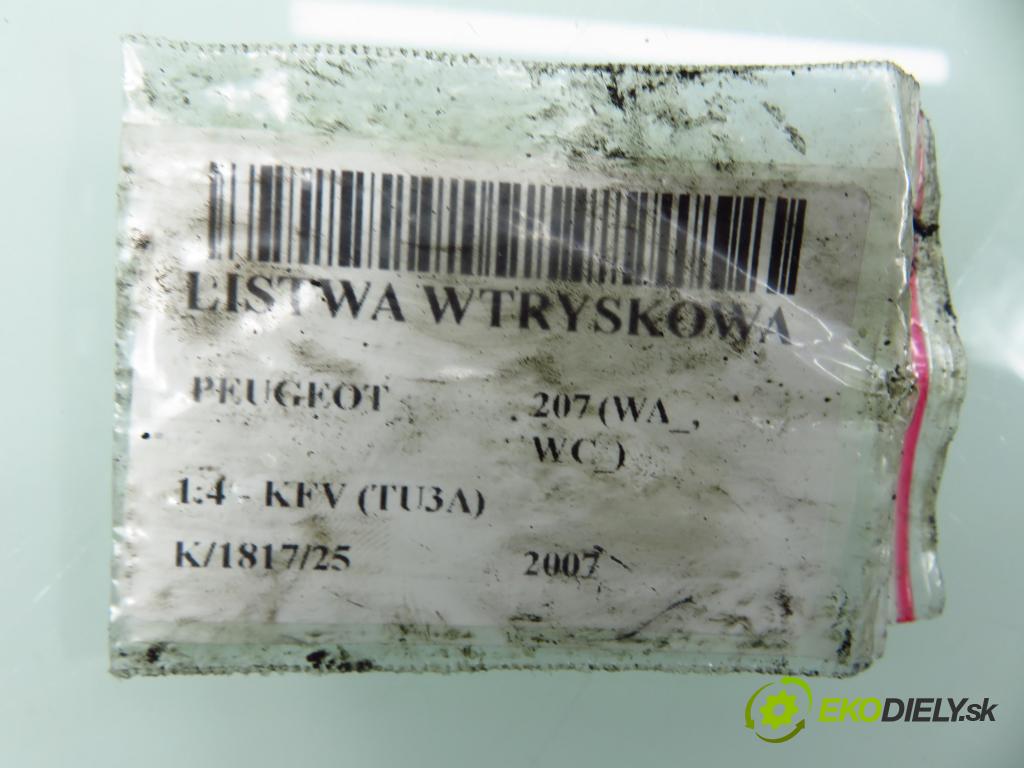 LISTWA WTRYSKOWA
PEUGEOT 207 (WA_,
WC_)
1.4 - KFV (TU3A)
K/1817/25 2007
EKODIELY.sk